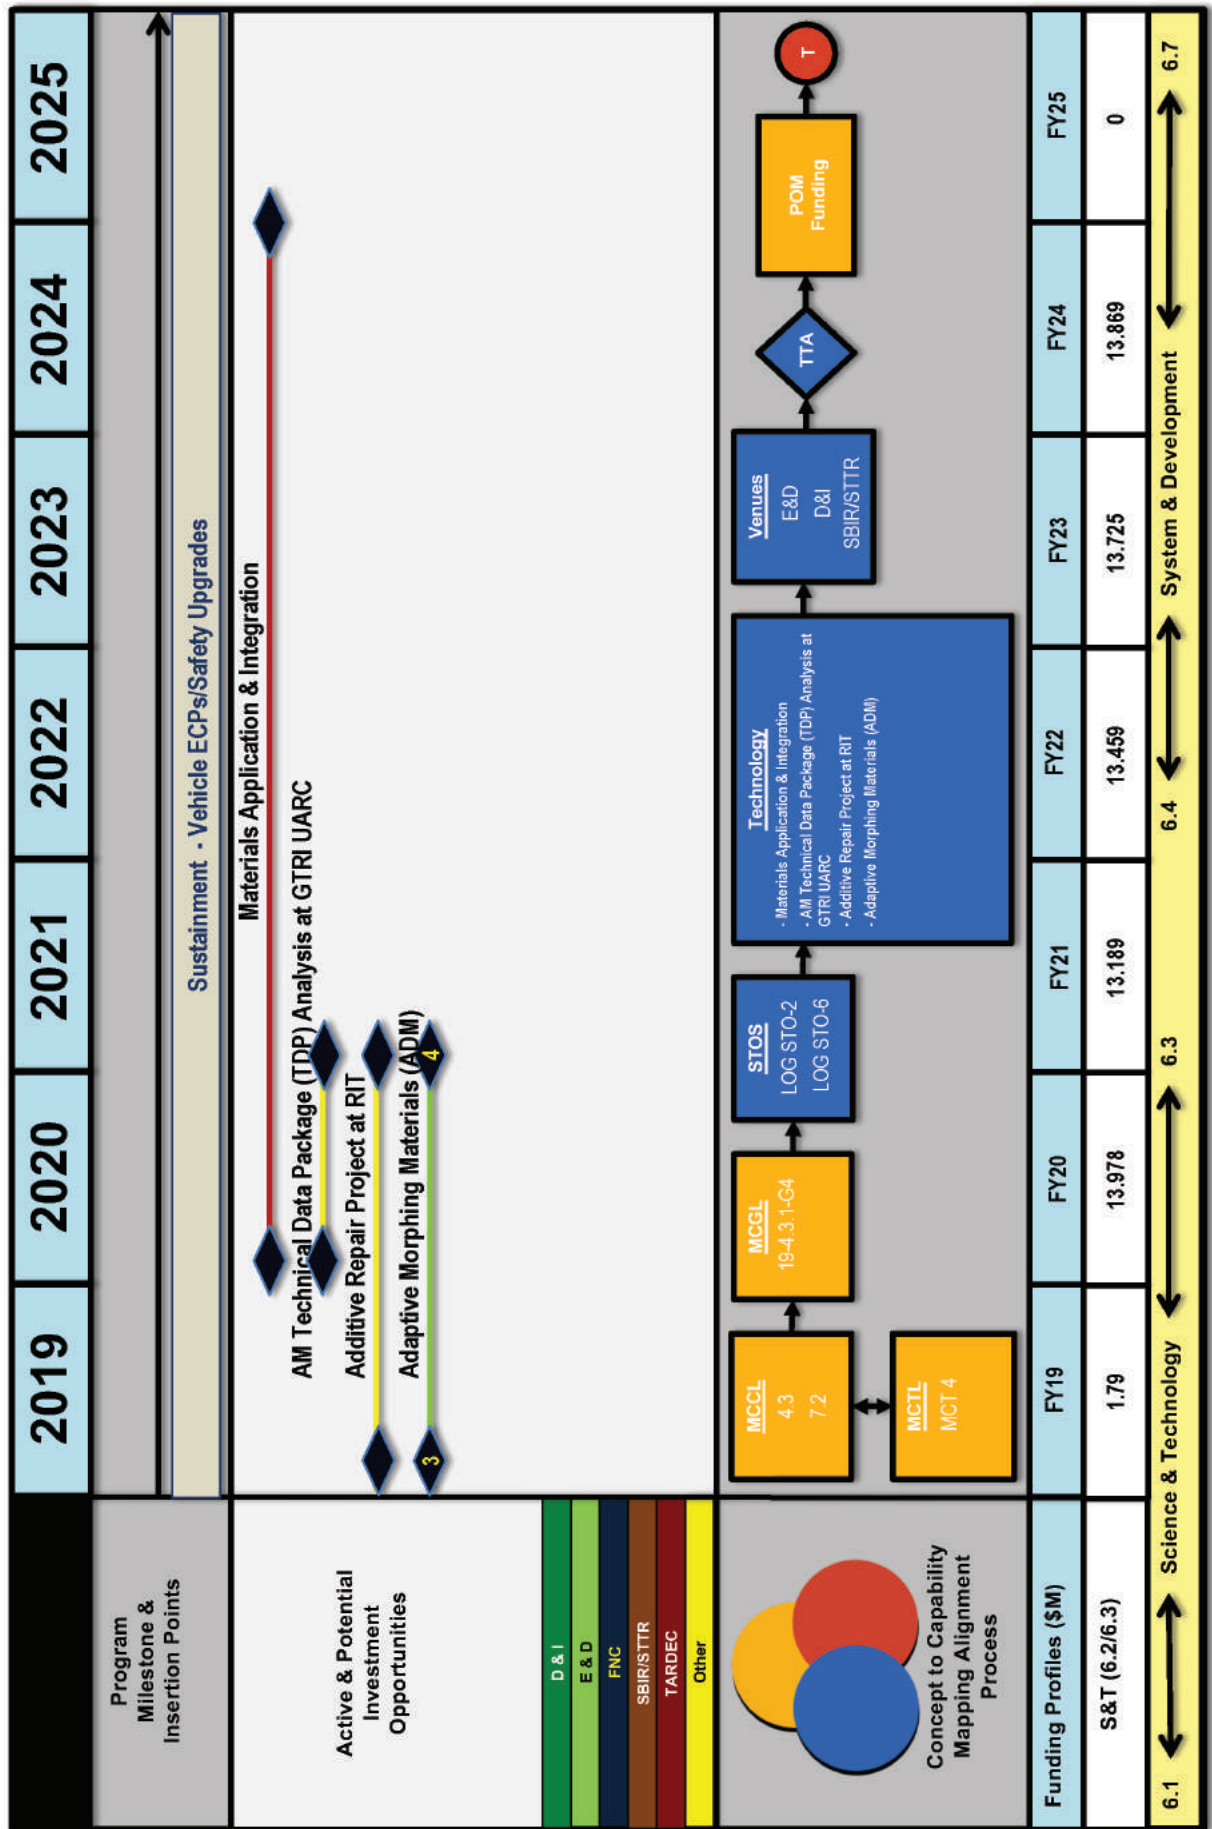 2019
2020
2021
2022
2023
2024
2025
Program
Milestone &
Insertion Points
Sustainment - Vehicle ECPs/Safety Upgrades
Active & Potential
Investment
Opportunities
Materials Application & Integration
AM Technical Data Package (TDP) Analysis at GTRI UARC
Additive Repair Project at RIT
Adaptive Morphing Materials (ADM)
3
4
D & I
E & D
FNC
SBIR/STTR
TARDEC
Other
Concept to Capability
Mapping Alignment
Process
MCCL
4.3
7.2
MCTL
MCT 4
MCGL
19-4.3.1-G4
STOS
LOG STO-2
LOG STO-6
Technology
- Materials Application & Integration
- AM Technical Data Package (TDP) Analysis at
GTRI UARC
- Additive Repair Project at RIT
- Adaptive Morphing Materials (ADM)
Venues
E&D
D&I
SBIR/STTR
TTA
POM
Funding
T
Funding Profiles ($M)
FY19
FY20
FY21
FY22
FY23
FY24
FY25
S&T (6.2/6.3)
1.79
13.978
13.189
13.459
13.725
13.869
0
6.1
Science & Technology
6.3
6.4
System & Development
6.7